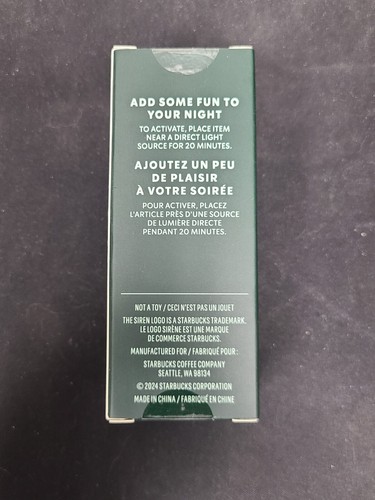 ADD SOME FUN TO
YOUR NIGHT
TO ACTIVATE, PLACE ITEM
NEAR A DIRECT LIGHT
SOURCE FOR 20 MINUTES.
AJOUTEZ UN PEU
DE PLAISIR
À VOTRE SOIRÉE
POUR ACTIVER, PLACEZ
L'ARTICLE PRÈS D'UNE SOURCE
DE LUMIÈRE DIRECTE
PENDANT 20 MINUTES.
NOT A TOY / CECI N'EST PAS UN JOUET
THE SIREN LOGO IS A STARBUCKS TRADEMARK.
LE LOGO SIRÈNE EST UNE MARQUE
DE COMMERCE STARBUCKS.
MANUFACTURED FOR / FABRIQUÉ POUR :
STARBUCKS COFFEE COMPANY
SEATTLE, WA 98134
© 2024 STARBUCKS CORPORATION
MADE IN CHINA / FABRIQUÉ EN CHINE